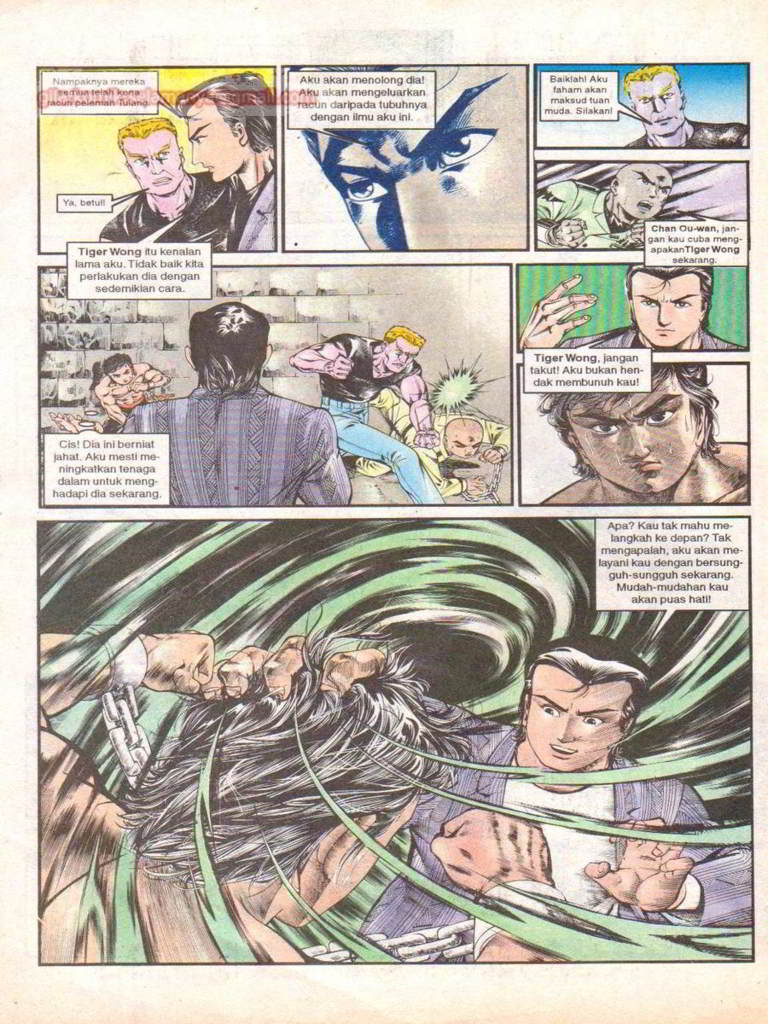 Nampaknya mereka
semua telah kena
racun peleman Tulang.
Ya, betul!
Aku akan menolong dia!
Aku akan mengeluarkan
racun daripada tubuhnya
dengan ilmu aku ini.
Baiklah! Aku
faham akan
maksud tuan
muda. Silakan!
Chan Ou-wan, jan-
gan kau cuba meng-
apakanTiger Wong
sekarang.
Tiger Wong itu kenalan
lama aku. Tidak baik kita
perlakukan dia dengan
sedemikian cara.
Cis! Dia ini berniat
jahat. Aku mesti me-
ningkatkan tenaga
dalam untuk meng-
hadapi dia sekarang.
Tiger Wong, jangan
takut! Aku bukan hen-
dak membunuh kau!
Apa? Kau tak mahu me-
langkah ke depan? Tak
mengapalah, aku akan me-
layani kau dengan bersung-
guh-sungguh sekarang.
Mudah-mudahan kau
akan puas hati!